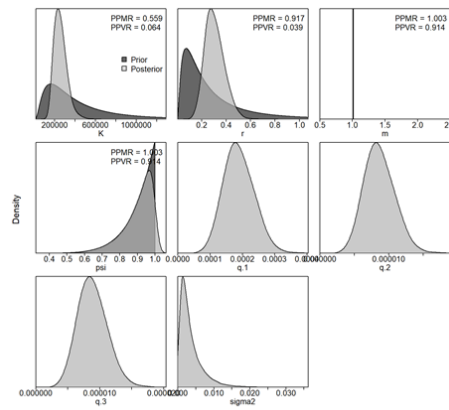 PPMR = 0.559
PPVR = 0.064
Prior
Posterior
200000 600000 1000000
K
PPMR = 0.917
PPVR = 0.039
0.2 0.4 0.6 0.8 1.0
r
PPMR = 1.003
PPVR = 0.914
0.5 1.0 1.5 2.0 2.5
m
Density
PPMR = 1.003
PPVR = 0.914
0.4 0.5 0.6 0.7 0.8 0.9 1.0
psi
0.0000 0.0001 0.0002 0.0003
q.1
0.000010
q.2
0.000000 0.000010
q.3
0.010 0.020 0.030
sigma2